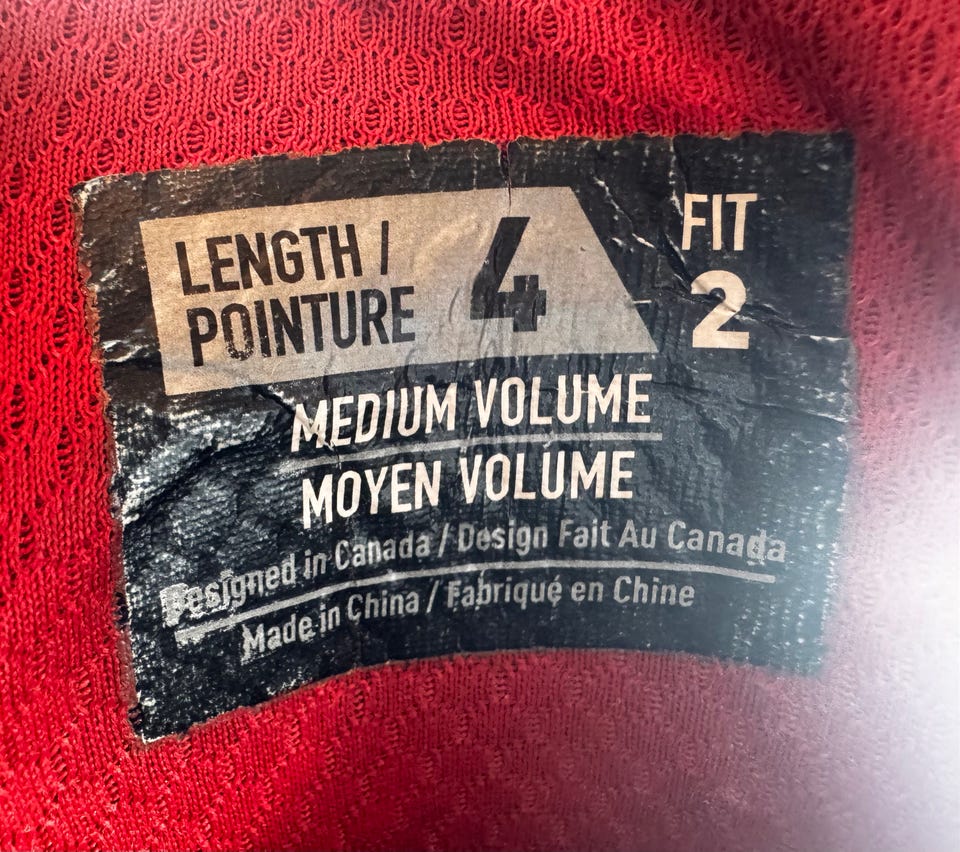 LENGTH /
POINTURE
4
FIT
2
MEDIUM VOLUME
MOYEN VOLUME
Designed in Canada / Design Fait Au Canada
Made in China / Fabriqué en Chine